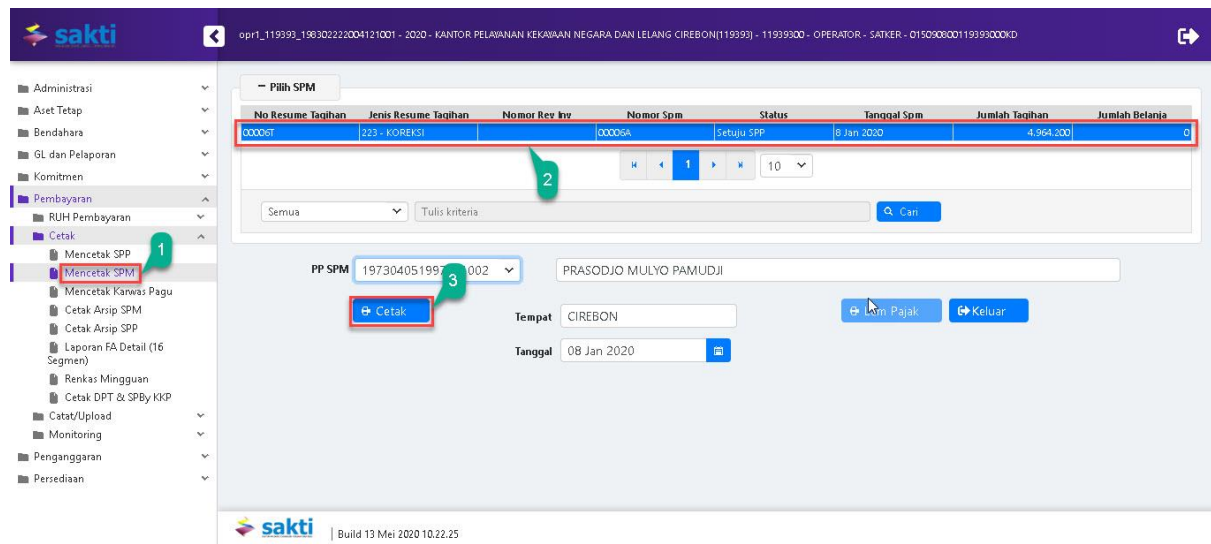 sakti
opr1_119393_198302222004121001 - 2020 - KANTOR PELAYANAN KEKAYAAN NEGARA DAN LELANG CIREBON(119393) - 11939300 - OPERATOR - SATKER - 015090800119393000KD
Administrasi
Aset Tetap
Bendahara
GL dan Pelaporan
Komitmen
Pembayaran
RUH Pembayaran
Cetak
Mencetak SPP
1
Mencetak SPM
Mencetak Karwas Pagu
Cetak Arsip SPM
Cetak Arsip SPP
Laporan FA Detail (16
Segmen)
Renkas Mingguan
Cetak DPT & SPBy KKP
Catat/Upload
Monitoring
Penganggaran
Persediaan
Pilih SPM
No Resume Tagihan Jenis Resume Tagihan Nomor Rev Inv Nomor Spm Status Tanggal Spm Jumlah Tagihan Jumlah Belanja
00006T 223 - KOREKSI 00006A Setuju SPP 8 Jan 2020 4.964.200 0
1 10
2
Semua Tulis kriteria Cari
PP SPM 002 PRASODJO MULYO PAMUDJI
3
Cetak Tempat CIREBON Pajak Keluar
Tanggal 08 Jan 2020
sakti | Build 13 Mei 2020 10.22.25